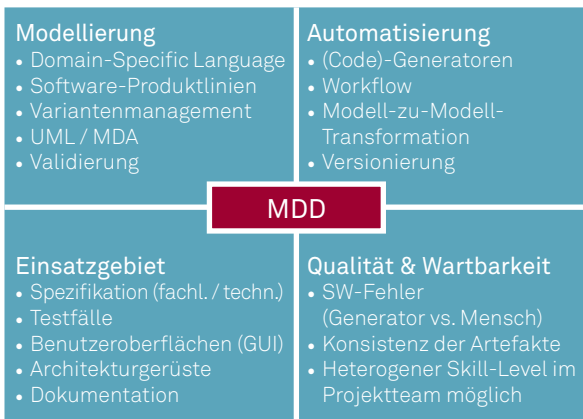 Modellierung
• Domain-Specific Language
• Software-Produktlinien
• Variantenmanagement
• UML / MDA
• Validierung
Automatisierung
• (Code)-Generatoren
• Workflow
• Modell-zu-Modell-
Transformation
• Versionierung
MDD
Einsatzgebiet
• Spezifikation (fachl. / techn.)
• Testfälle
• Benutzeroberflächen (GUI)
• Architekturgerüste
• Dokumentation
Qualität & Wartbarkeit
• SW-Fehler
(Generator vs. Mensch)
• Konsistenz der Artefakte
• Heterogener Skill-Level im
Projektteam möglich